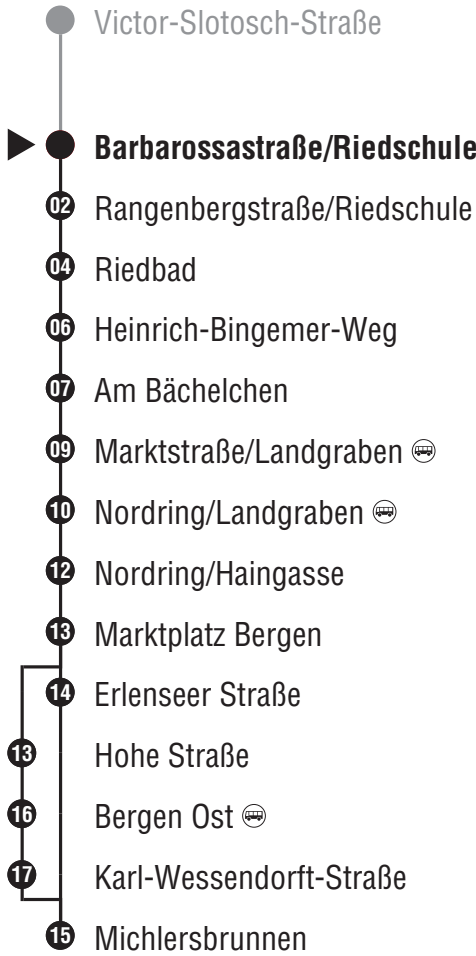 Victor-Slotosch-Straße
Barbarossastraße/Riedschule
02 Rangenbergstraße/Riedschule
04 Riedbad
06 Heinrich-Bingemer-Weg
07 Am Bächelchen
09 Marktstraße/Landgraben
10 Nordring/Landgraben
12 Nordring/Haingasse
13 Marktplatz Bergen
14 Erlenseer Straße
13 Hohe Straße
16 Bergen Ost
17 Karl-Wessendorft-Straße
15 Michlersbrunnen